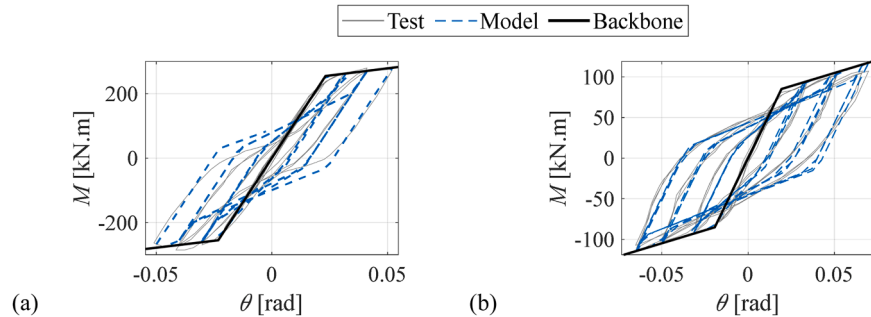 Test Model Backbone
M [kN.m]
200
0
-200
-0.05 0 0.05
θ [rad]
(a)
M [kN.m]
100
50
0
-50
-100
-0.05 0 0.05
θ [rad]
(b)